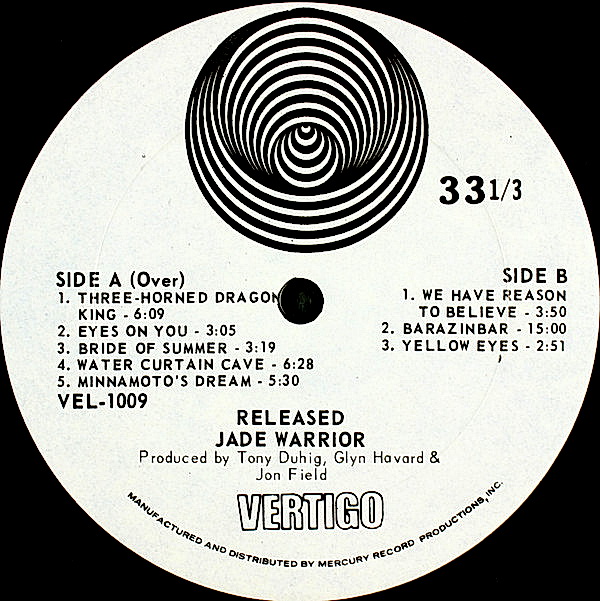 33 1/3
SIDE A (Over)
1. THREE-HORNED DRAGON
KING - 6:09
2. EYES ON YOU - 3:05
3. BRIDE OF SUMMER - 3:19
4. WATER CURTAIN CAVE - 6:28
5. MINNAMOTO'S DREAM - 5:30
VEL-1009
SIDE B
1. WE HAVE REASON
TO BELIEVE - 3:50
2. BARAZINBAR - 15:00
3. YELLOW EYES - 2:51
RELEASED
JADE WARRIOR
Produced by Tony Duhig, Glyn Havard &
Jon Field
VERTIGO
MANUFACTURED AND DISTRIBUTED BY MERCURY RECORD PRODUCTIONS, INC.